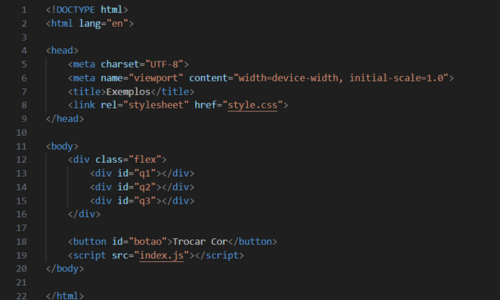 1 <!DOCTYPE html>
2 <html lang="en">
3
4 <head>
5 <meta charset="UTF-8">
6 <meta name="viewport" content="width=device-width, initial-scale=1.0">
7 <title>Exemplos</title>
8 <link rel="stylesheet" href="style.css">
9 </head>
10
11 <body>
12 <div class="flex">
13 <div id="q1"></div>
14 <div id="q2"></div>
15 <div id="q3"></div>
16 </div>
17
18 <button id="botao">Trocar Cor</button>
19 <script src="index.js"></script>
20 </body>
21
22 </html>